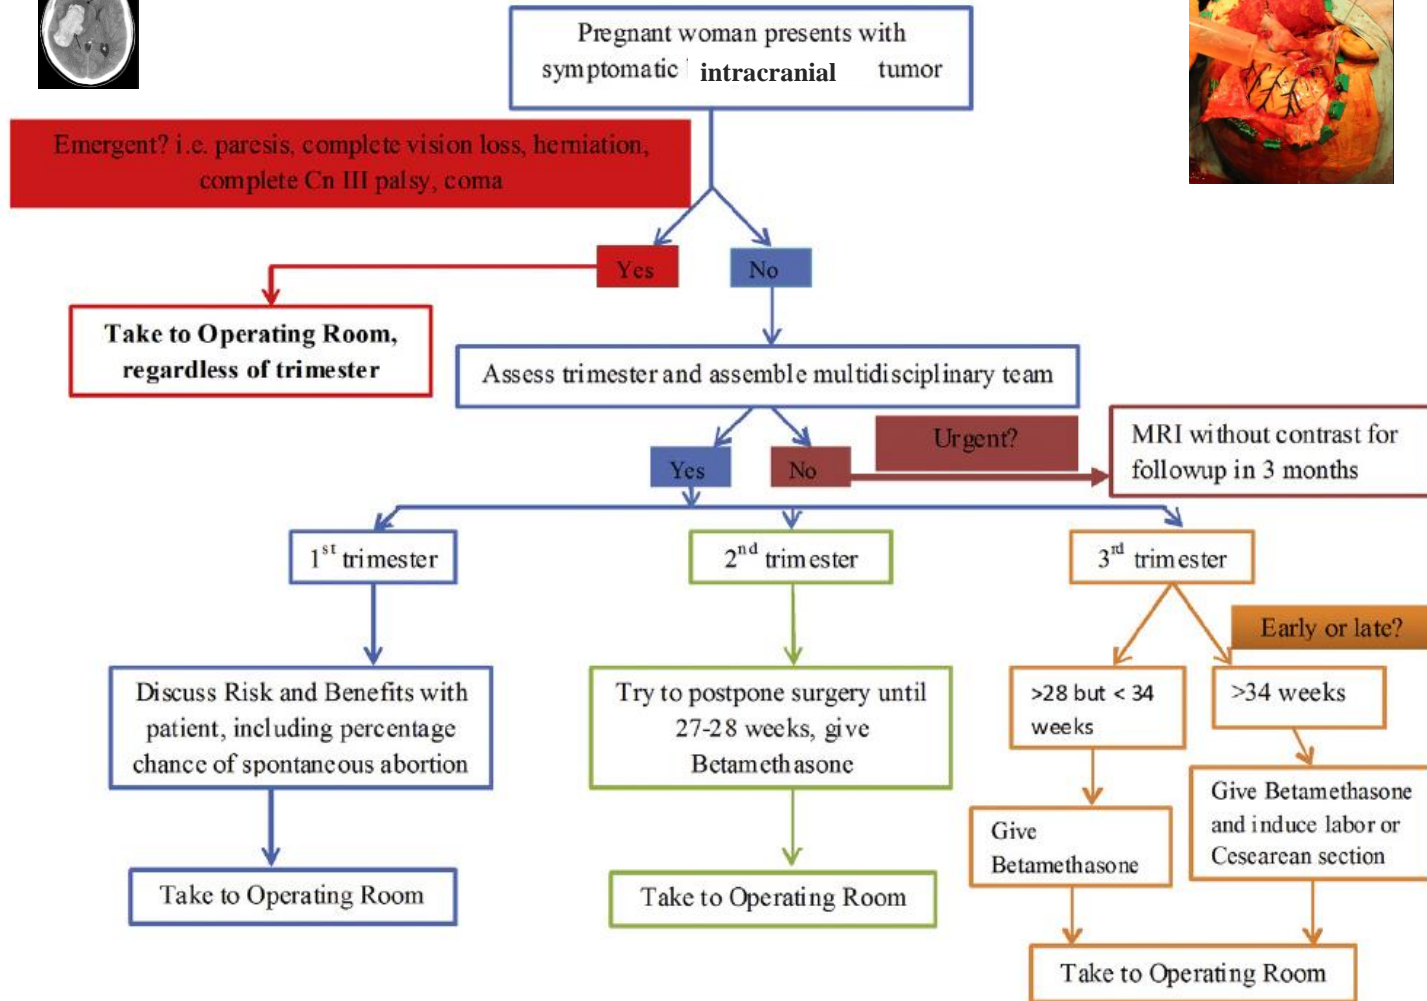 Pregnant woman presents with
symptomatic intracranial tumor
Emergent? i.e. paresis, complete vision loss, herniation,
complete Cn III palsy, coma
Yes
No
Take to Operating Room,
regardless of trimester
Assess trimester and assemble multidisciplinary team
Urgent?
Yes
No
MRI without contrast for
followup in 3 months
1st trimester
2nd trimester
3rd trimester
Early or late?
Discuss Risk and Benefits with
patient, including percentage
chance of spontaneous abortion
Try to postpone surgery until
27-28 weeks, give
Betamethasone
>28 but < 34
weeks
>34 weeks
Give
Betamethasone
Give Betamethasone
and induce labor or
Cesearean section
Take to Operating Room
Take to Operating Room
Take to Operating Room